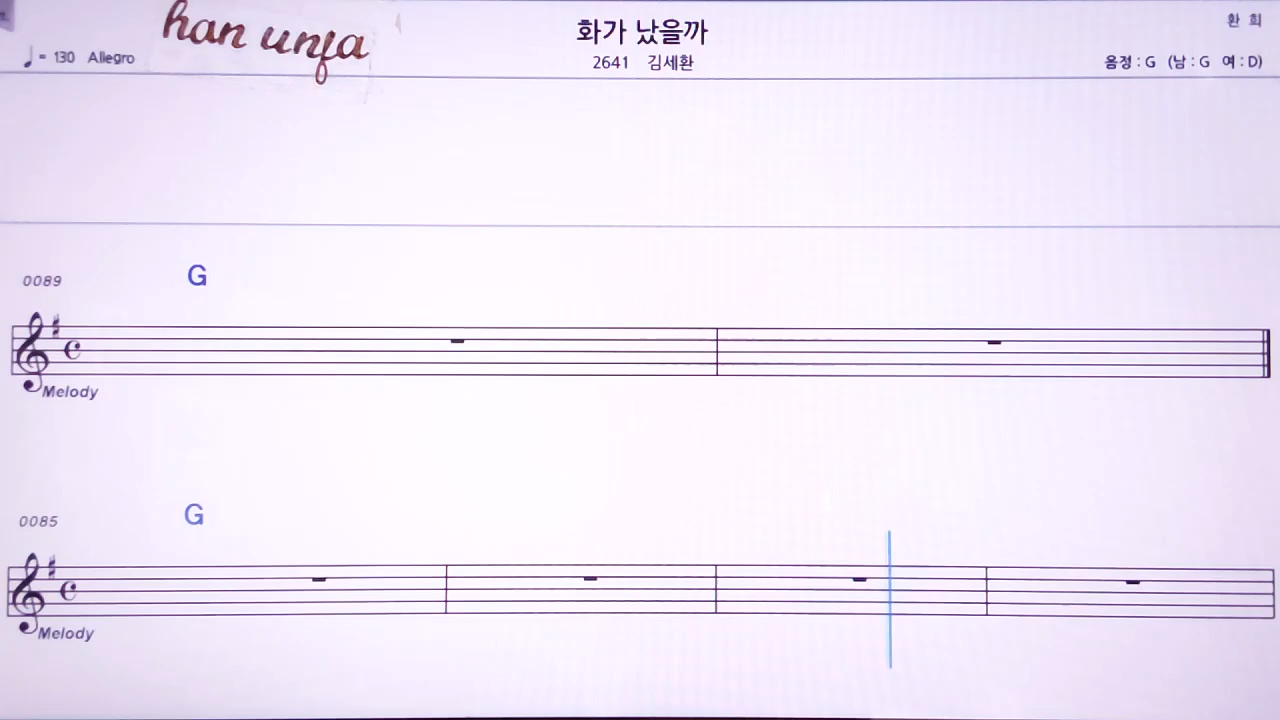 han unja
화가 났을까
환 희
♩= 130 Allegro
2641 김세환
음정 : G (남 : G 여 : D)
0089
G
Melody
0085
G
Melody